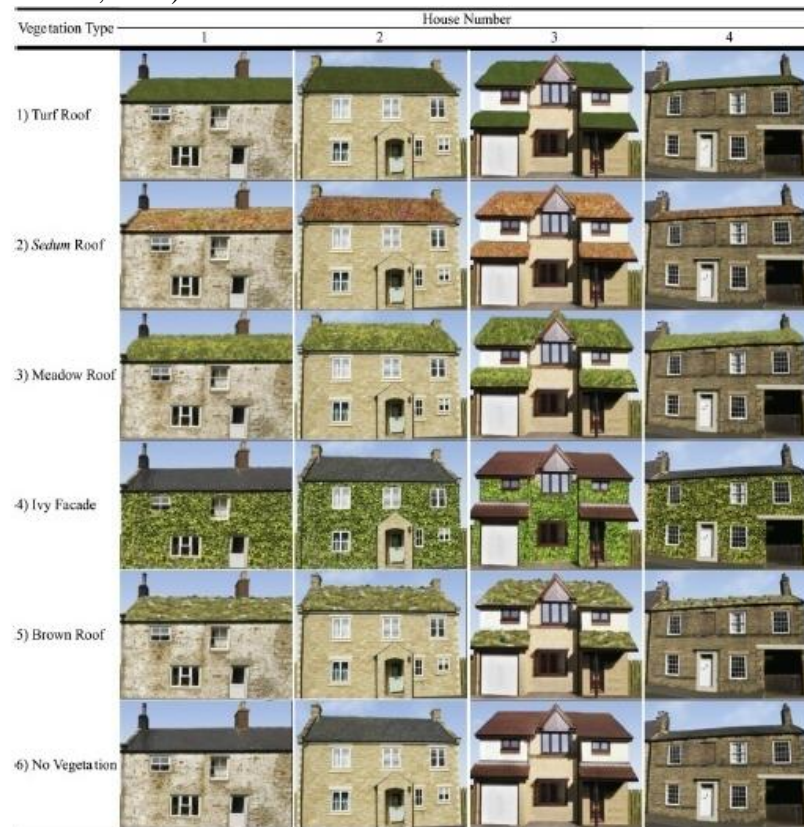 House Number
Vegetation Type
1 2 3 4
1) Turf Roof
2) Sedum Roof
3) Meadow Roof
4) Ivy Facade
5) Brown Roof
6) No Vegetation